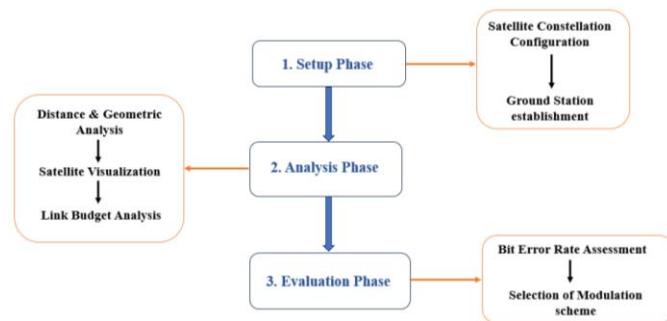 1. Setup Phase
Satellite Constellation
Configuration
Ground Station
establishment
2. Analysis Phase
Distance & Geometric
Analysis
Satellite Visualization
Link Budget Analysis
3. Evaluation Phase
Bit Error Rate Assessment
Selection of Modulation
scheme